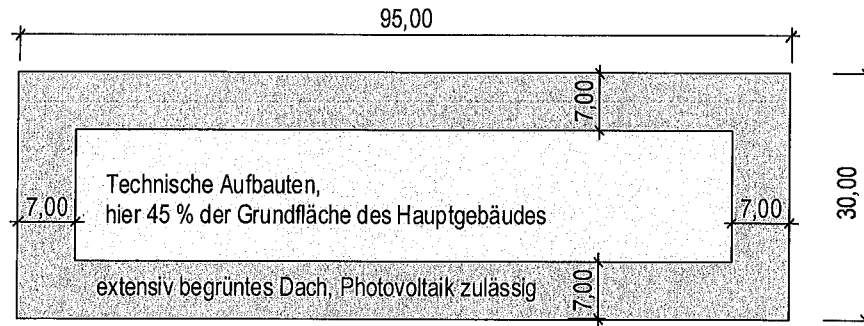 95,00
7,00
30,00
Technische Aufbauten,
hier 45 % der Grundfläche des Hauptgebäudes
7,00
7,00
extensiv begrüntes Dach, Photovoltaik zulässig
7,00